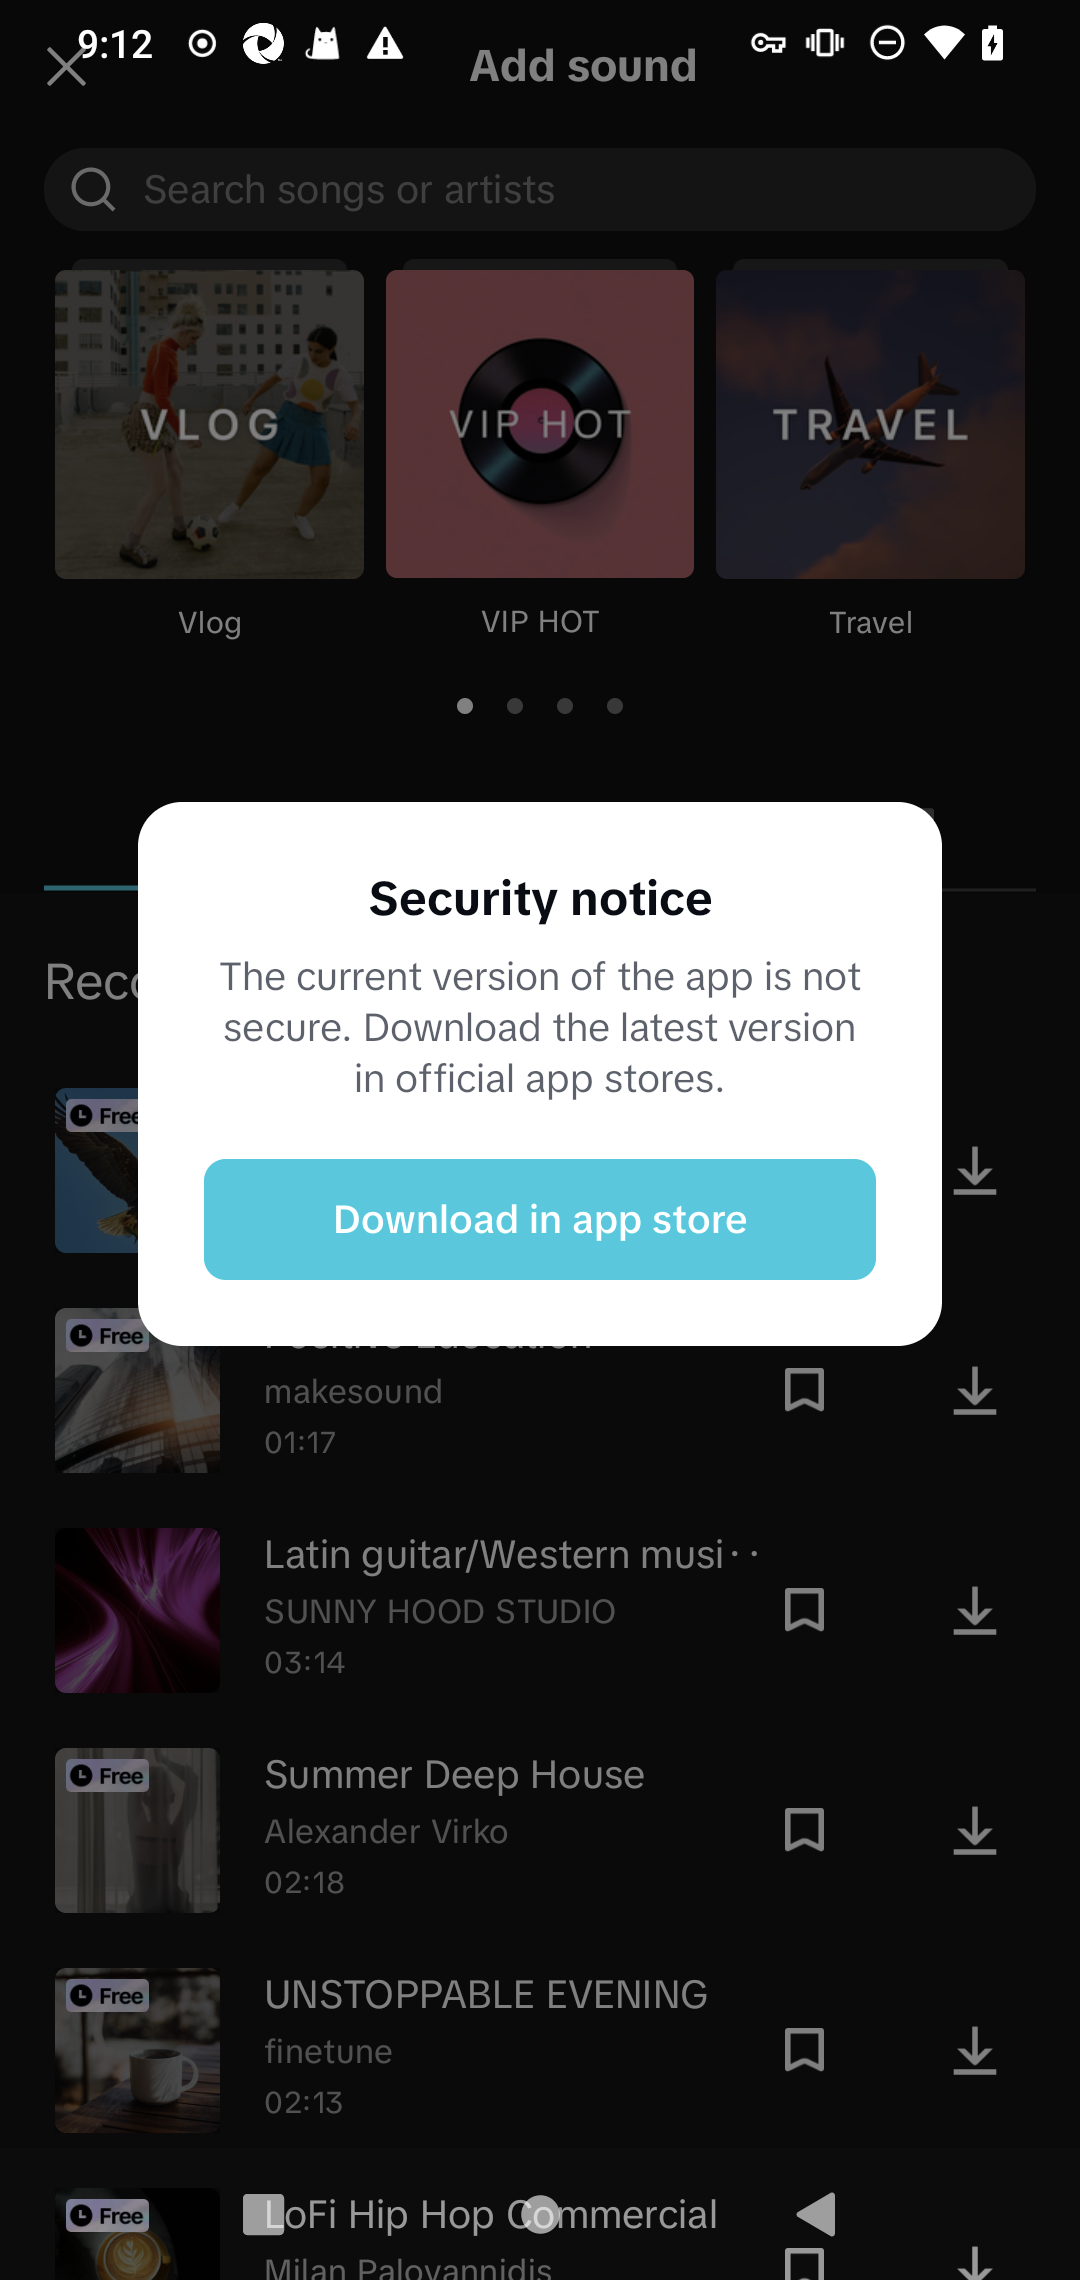 9:12
Add sound
Search songs or artists
VLOG
VIP HOT
TRAVEL
Vlog
VIP HOT
Travel
Security notice
The current version of the app is not
secure. Download the latest version
in official app stores.
Download in app store
Free
Free
makesound
01:17
Latin guitar/Western musi··
SUNNY HOOD STUDIO
03:14
Free
Summer Deep House
Alexander Virko
02:18
Free
UNSTOPPABLE EVENING
finetune
02:13
Free
LoFi Hip Hop Commercial
Milan Palovannidis